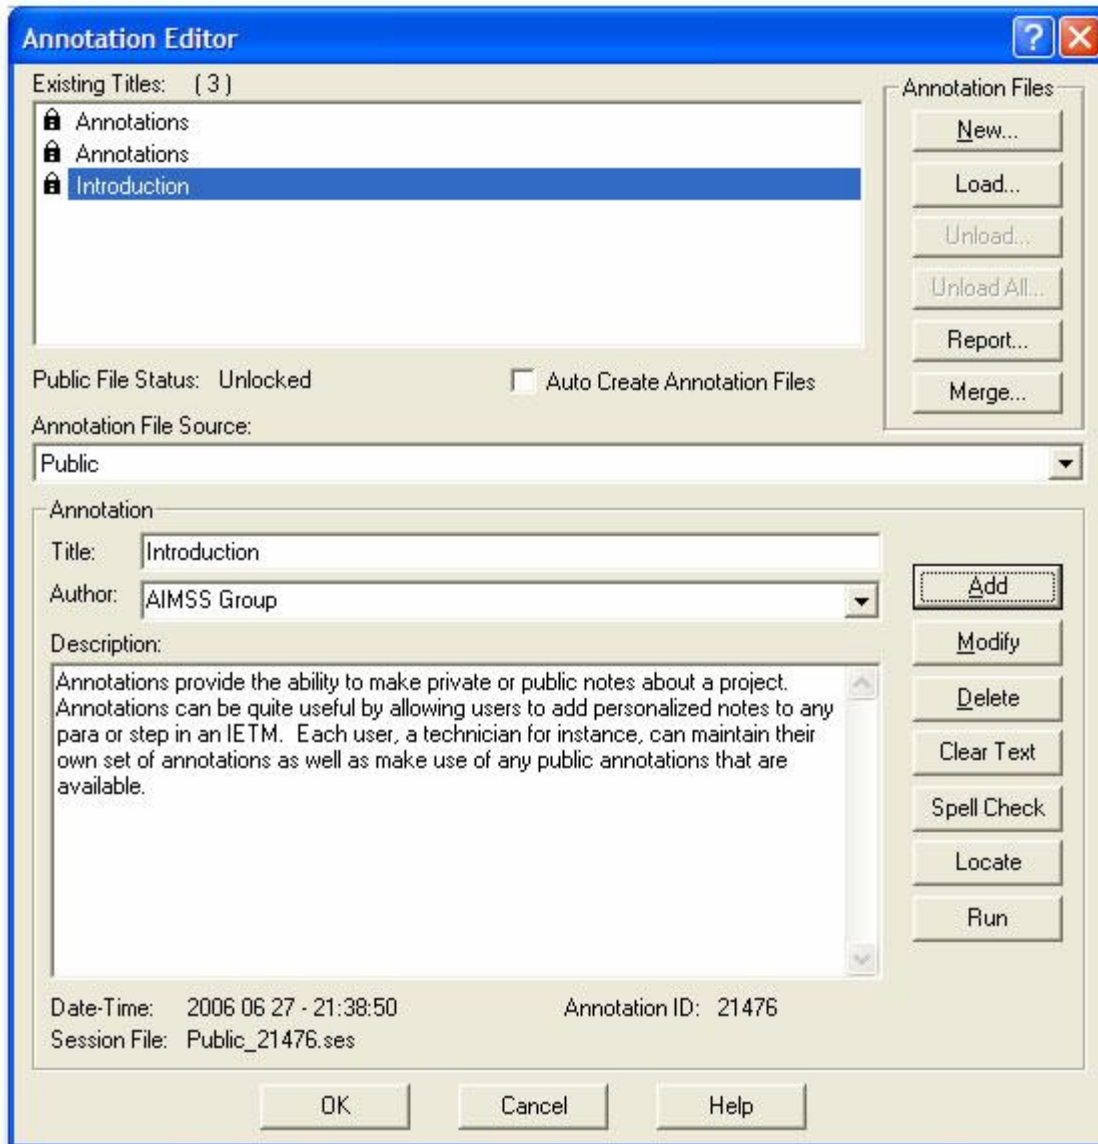 Annotation Editor
Existing Titles: ( 3 )
Annotations
Annotations
Introduction
Annotation Files
New...
Load...
Unload...
Unload All...
Report...
Merge...
Public File Status: Unlocked
Auto Create Annotation Files
Annotation File Source:
Public
Annotation
Title: Introduction
Author: AIMSS Group
Description:
Annotations provide the ability to make private or public notes about a project.
Annotations can be quite useful by allowing users to add personalized notes to any
para or step in an IETM. Each user, a technician for instance, can maintain their
own set of annotations as well as make use of any public annotations that are
available.
Add
Modify
Delete
Clear Text
Spell Check
Locate
Run
Date-Time: 2006 06 27 - 21:38:50 Annotation ID: 21476
Session File: Public_21476.ses
OK Cancel Help